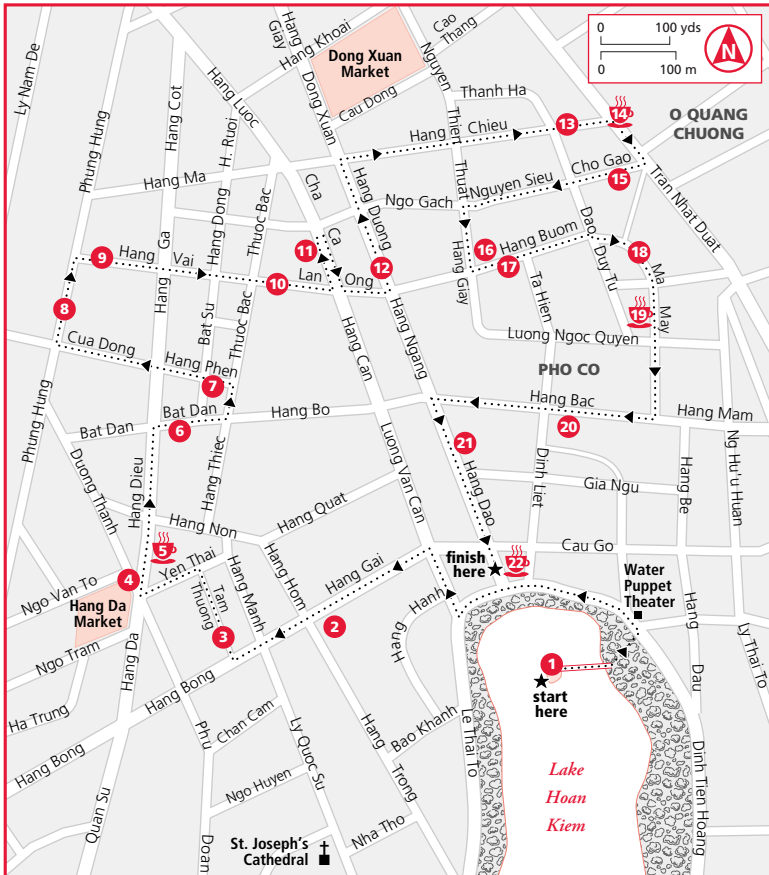 Hang
Giay
Hang Khoai
Cao
Thang
0 100 yds
0 100 m
N
Ly Nam De
Phung Hung
Hang Cot
Hang Luoc
H. Ruoi
Dong Xuan
Dong Xuan
Market
Cau Dong
Nguyen
Thien
Thuat
Thanh Ha
13
14
O QUANG
CHUONG
Hang Chieu
Hang Ma
Cha
Ca
Hang Duong
Ngo Gach
Nguyen Sieu
Cho Gao
15
Tran Nhat Duat
Hang Ga
Hang Dong
Thuoc Bac
9
Hang Vai
11
10
Lan Ong
12
Hang Giay
16
17
Hang Buom
Dao
Duy Tu
Ta Hien
18
Ma
May
19
8
Bat Su
Thuoc Bac
Hang Can
Hang Ngang
Luong Ngoc Quyen
Cua Dong
Hang Phen
7
PHO CO
Phung Hung
Bat Dan
Bat Dan
6
Hang Bo
Hang Bac
20
Hang Mam
Duong Thanh
Hang Dieu
Hang Thiec
Luong Van Can
21
Hang Dao
Dinh Liet
Gia Ngu
Hang Be
Ng Hu'u Huan
Hang Non
Hang Quat
5
Yen Thai
Hang Manh
Hang Hom
Hang Gai
finish
here
22
Cau Go
Water
Puppet
Theater
4
Ngo Van To
Hang Da
Market
Tam
Thuong
3
2
Hang Hanh
Hang Dau
Ly Thai To
Ngo Tram
Hang Da
1
start
here
Ha Trung
Hang Bong
Hang Bong
Phu
Doan
Chan Cam
Ly Quoc Su
Hang Trong
Bao Khanh
Le Thai To
Dinh Tien Hoang
Lake
Hoan
Kiem
Quan Su
Ngo Huyen
Nha Tho
St. Joseph's
Cathedral